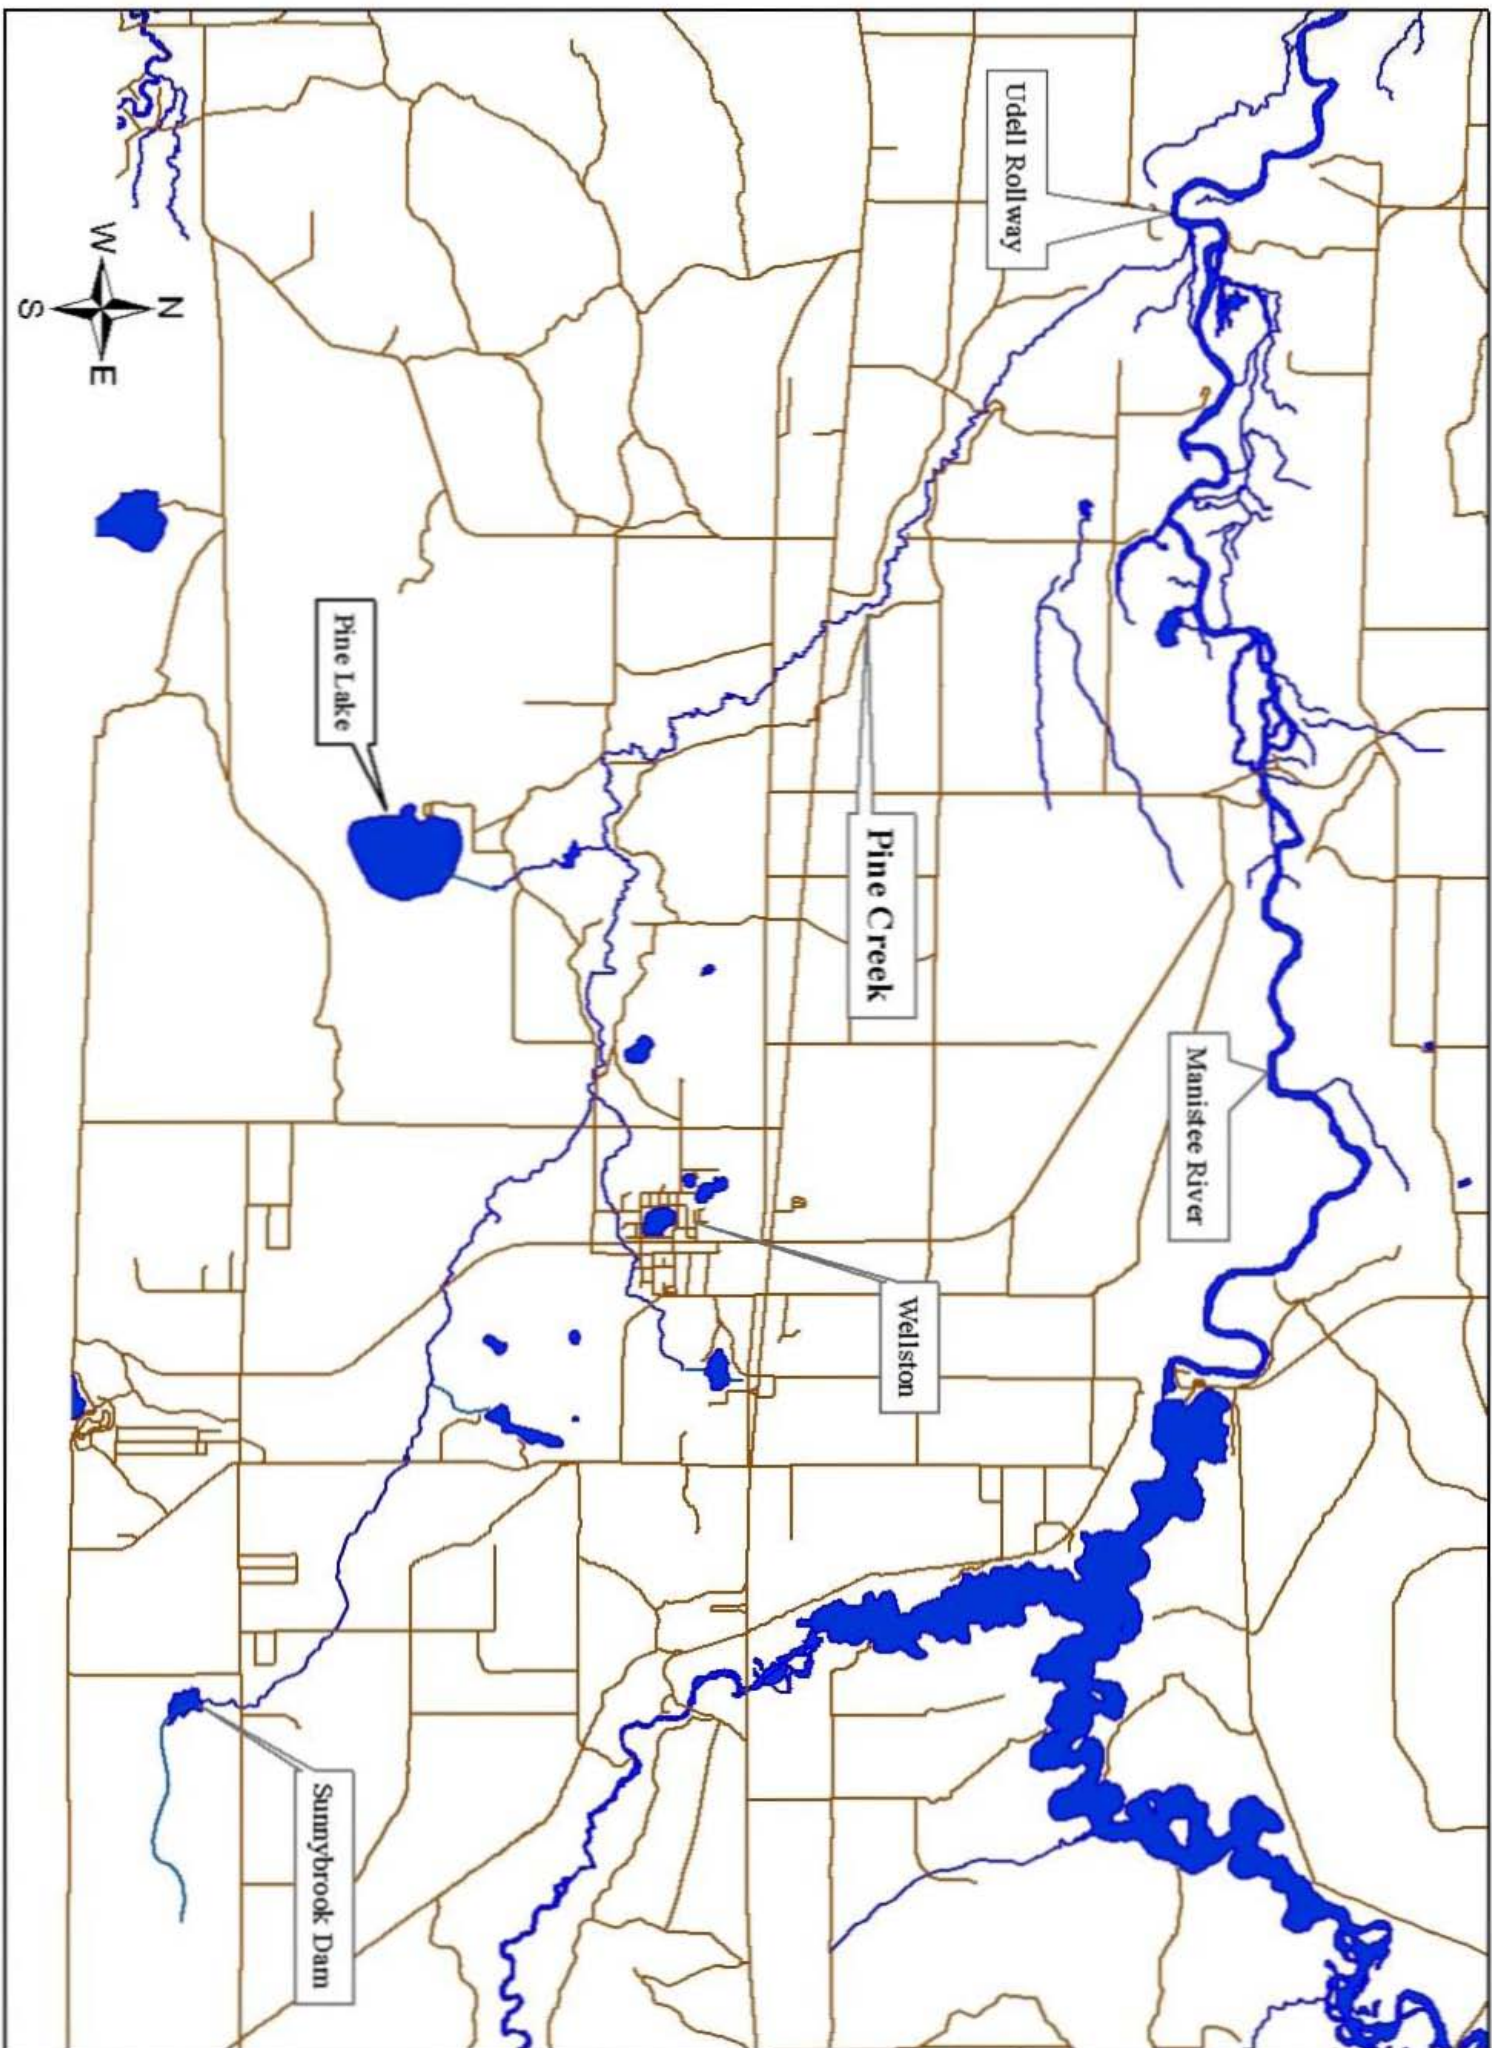 Udell Rollway
Manistee River
Pine Creek
Wellston
Pine Lake
Sunnybrook Dam
N
W
E
S